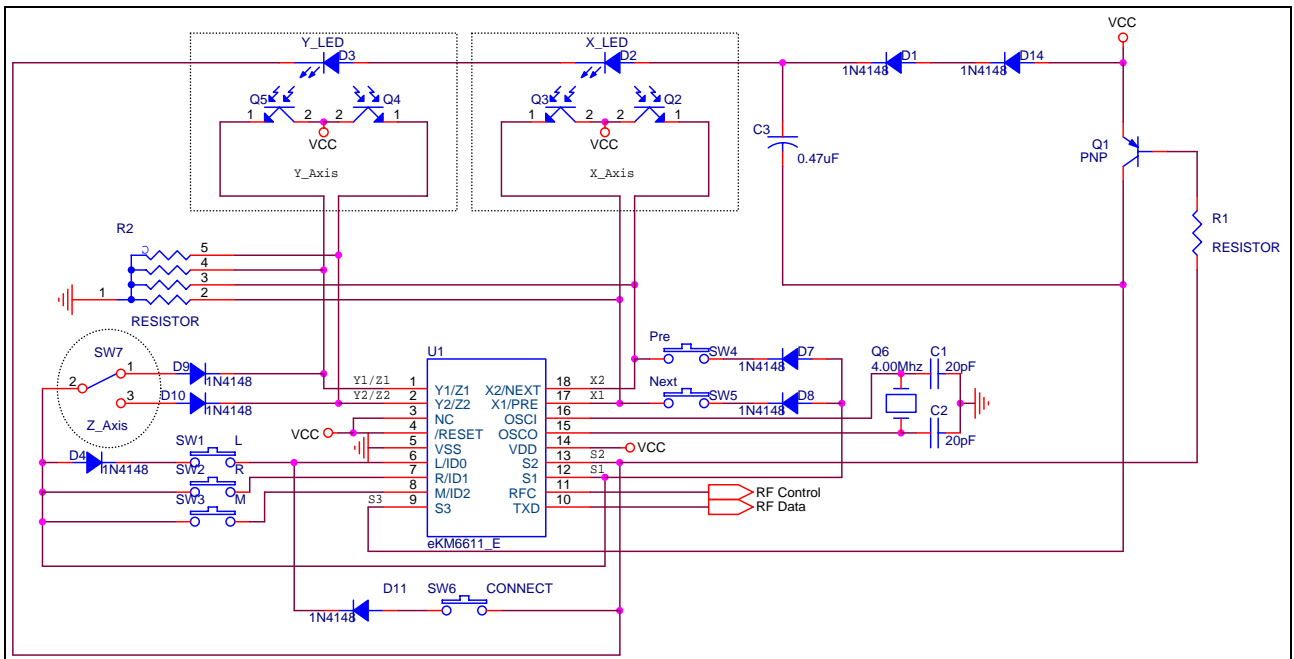 VCC
Y_LED
D3
X_LED
D2
D1
1N4148
D14
1N4148
Q5
Q4
1
2
2
1
VCC
Y_Axis
Q3
Q2
1
2
2
1
VCC
X_Axis
C3
0.47uF
Q1
PNP
R1
RESISTOR
R2
5
4
3
2
1
RESISTOR
SW7
1
2
3
Z_Axis
D9
1N4148
D10
1N4148
Y1/Z1
Y2/Z2
VCC
D4
1N4148
SW1
L
SW2
R
SW3
M
S3
U1
1
2
3
4
5
6
7
8
9
Y1/Z1
Y2/Z2
NC
/RESET
VSS
L/ID0
R/ID1
M/ID2
S3
X2/NEXT
X1/PRE
OSCI
OSCO
VDD
S2
S1
RFC
TXD
18
17
16
15
14
13
12
11
10
eKM6611_E
X2
X1
VCC
S2
S1
RF Control
RF Data
Pre
SW4
D7
1N4148
Next
SW5
D8
1N4148
Q6
4.00Mhz
C1
20pF
C2
20pF
D11
1N4148
SW6
CONNECT